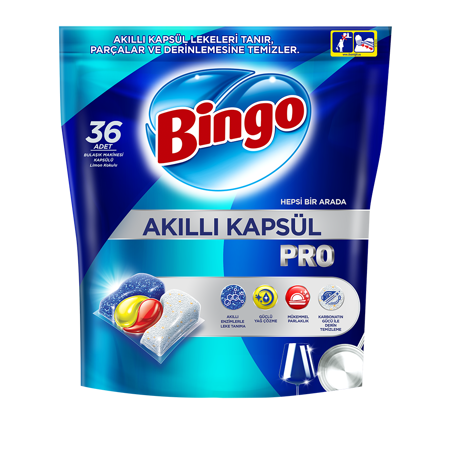 AKILLI KAPSÜL LEKELERİ TANIR,
PARÇALAR VE DERİNLEMESİNE TEMİZLER.
Bingo
36
ADET
BULAŞIK MAKİNESİ
KAPSÜLÜ
Limon Kokulu
HEPSİ BİR ARADA
AKILLI KAPSÜL
PRO
AKILLI
ENZİMLERLE
LEKE TANIMA
GÜÇLÜ
YAĞ ÇÖZME
MÜKEMMEL
PARLAKLIK
KARBONATIN
GÜCÜ İLE
DERİN
TEMİZLEME